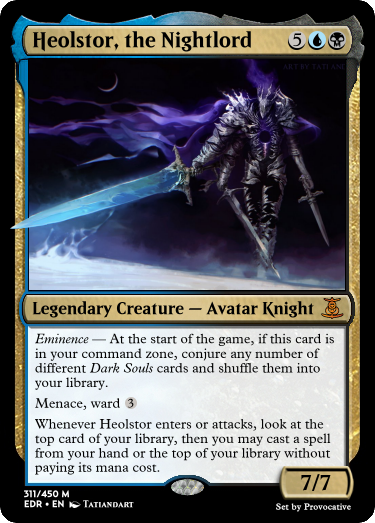 Heolstor, the Nightlord 5
ART BY TATIANE
Legendary Creature — Avatar Knight
Eminence — At the start of the game, if this card is
in your command zone, conjure any number of
different Dark Souls cards and shuffle them into
your library.
Menace, ward 3
Whenever Heolstor enters or attacks, look at the
top card of your library, then you may cast a spell
from your hand or the top of your library without
paying its mana cost.
7/7
311/450 M
EDR • EN Tatiandart
Set by Provocative